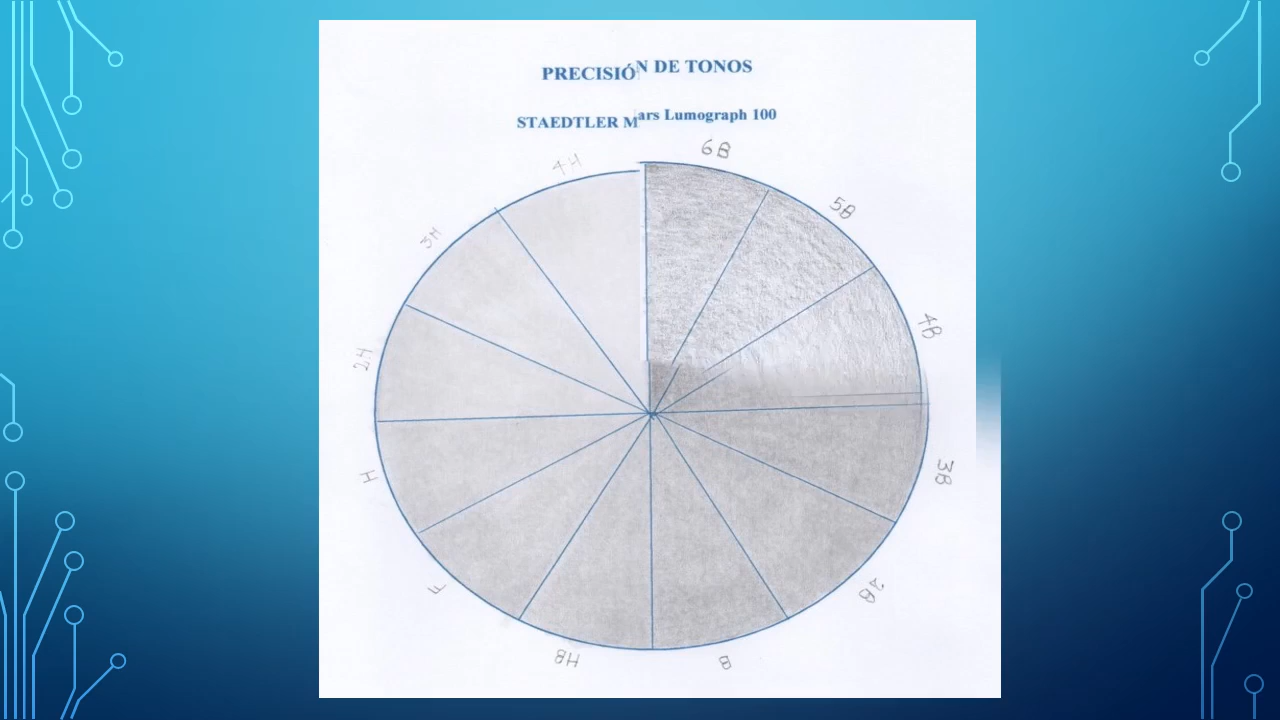 PRECISIÓN DE TONOS
STAEDTLER Mars Lumograph 100
6B
5B
4B
3B
2B
B
HB
F
H
2H
3H
4H